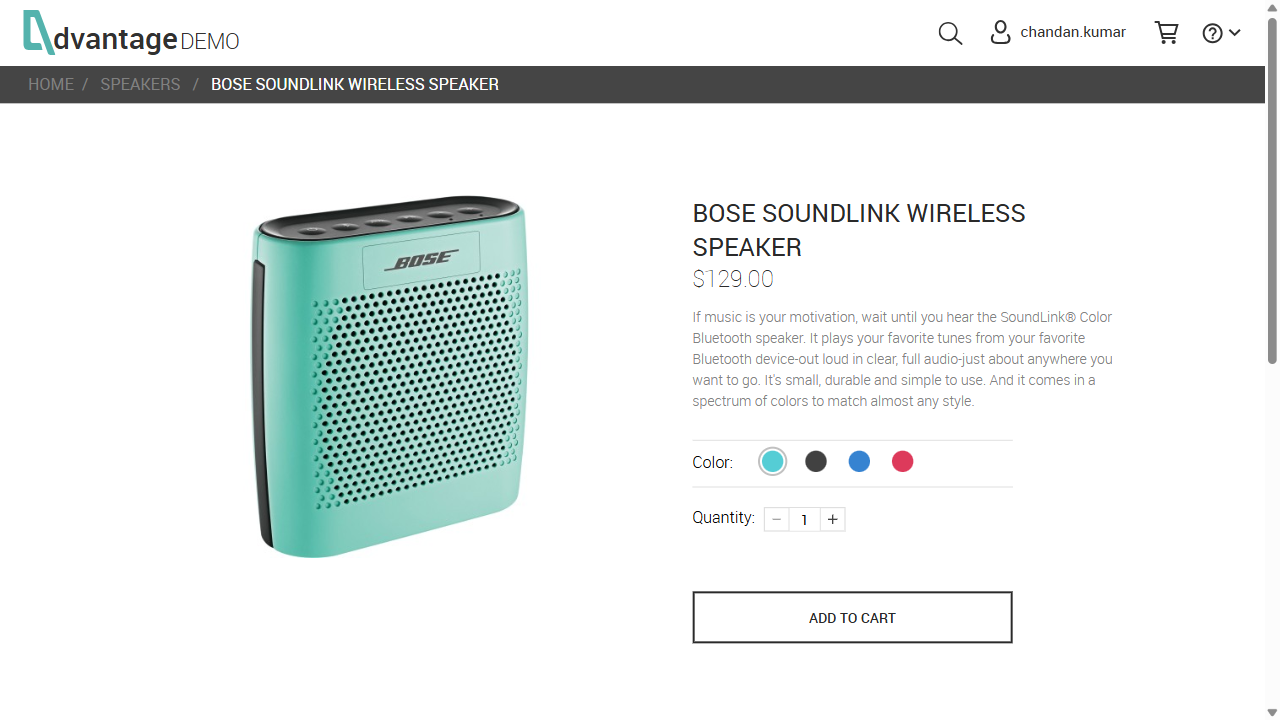 dvantage DEMO
chandan.kumar
HOME / SPEAKERS / BOSE SOUNDLINK WIRELESS SPEAKER
BOSE
BOSE SOUNDLINK WIRELESS
SPEAKER
$129.00
If music is your motivation, wait until you hear the SoundLink® Color
Bluetooth speaker. It plays your favorite tunes from your favorite
Bluetooth device-out loud in clear, full audio-just about anywhere you
want to go. It's small, durable and simple to use. And it comes in a
spectrum of colors to match almost any style.
Color:
Quantity: − 1 +
ADD TO CART